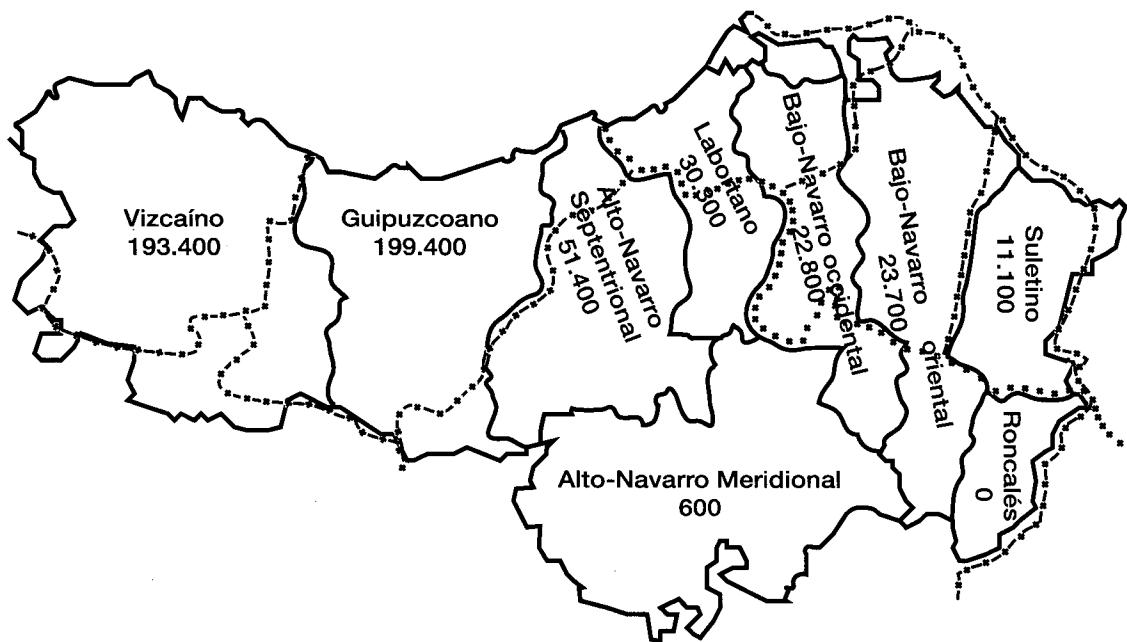 Vizcaíno
193.400
Guipuzcoano
199.400
Alto-Navarro
Septentrional
51.400
Labortano
30.300
Bajo-Navarro occidental
22.800
Bajo-Navarro oriental
23.700
Suletino
11.100
Roncalés
0
Alto-Navarro Meridional
600